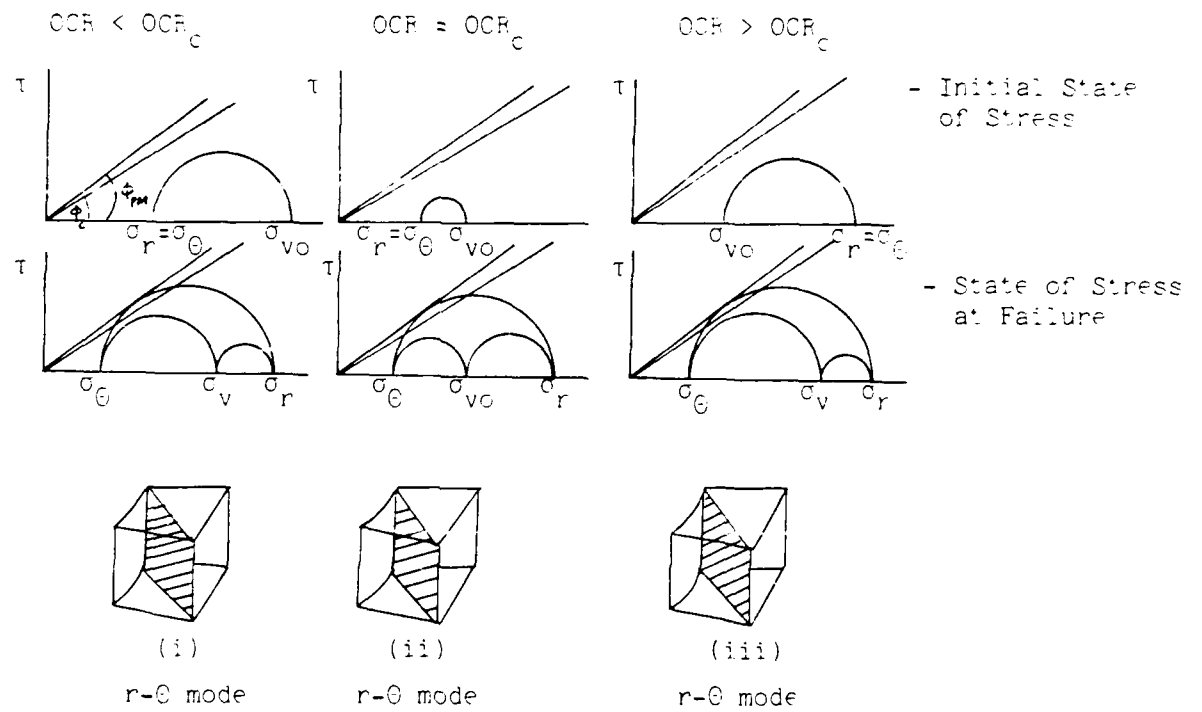 OCR < OCR_c OCR = OCR_c OCR > OCR_c
τ τ - Initial State
of Stress
Φ_c Φ_PM
σ_r=σ_Θ σ_vo σ_r=σ_Θ σ_vo σ_vo σ_r=σ_Θ
τ τ τ - State of Stress
at Failure
σ_Θ σ_v σ_r σ_Θ σ_vo σ_r σ_Θ σ_v σ_r
(i) (ii) (iii)
r-Θ mode r-Θ mode r-Θ mode